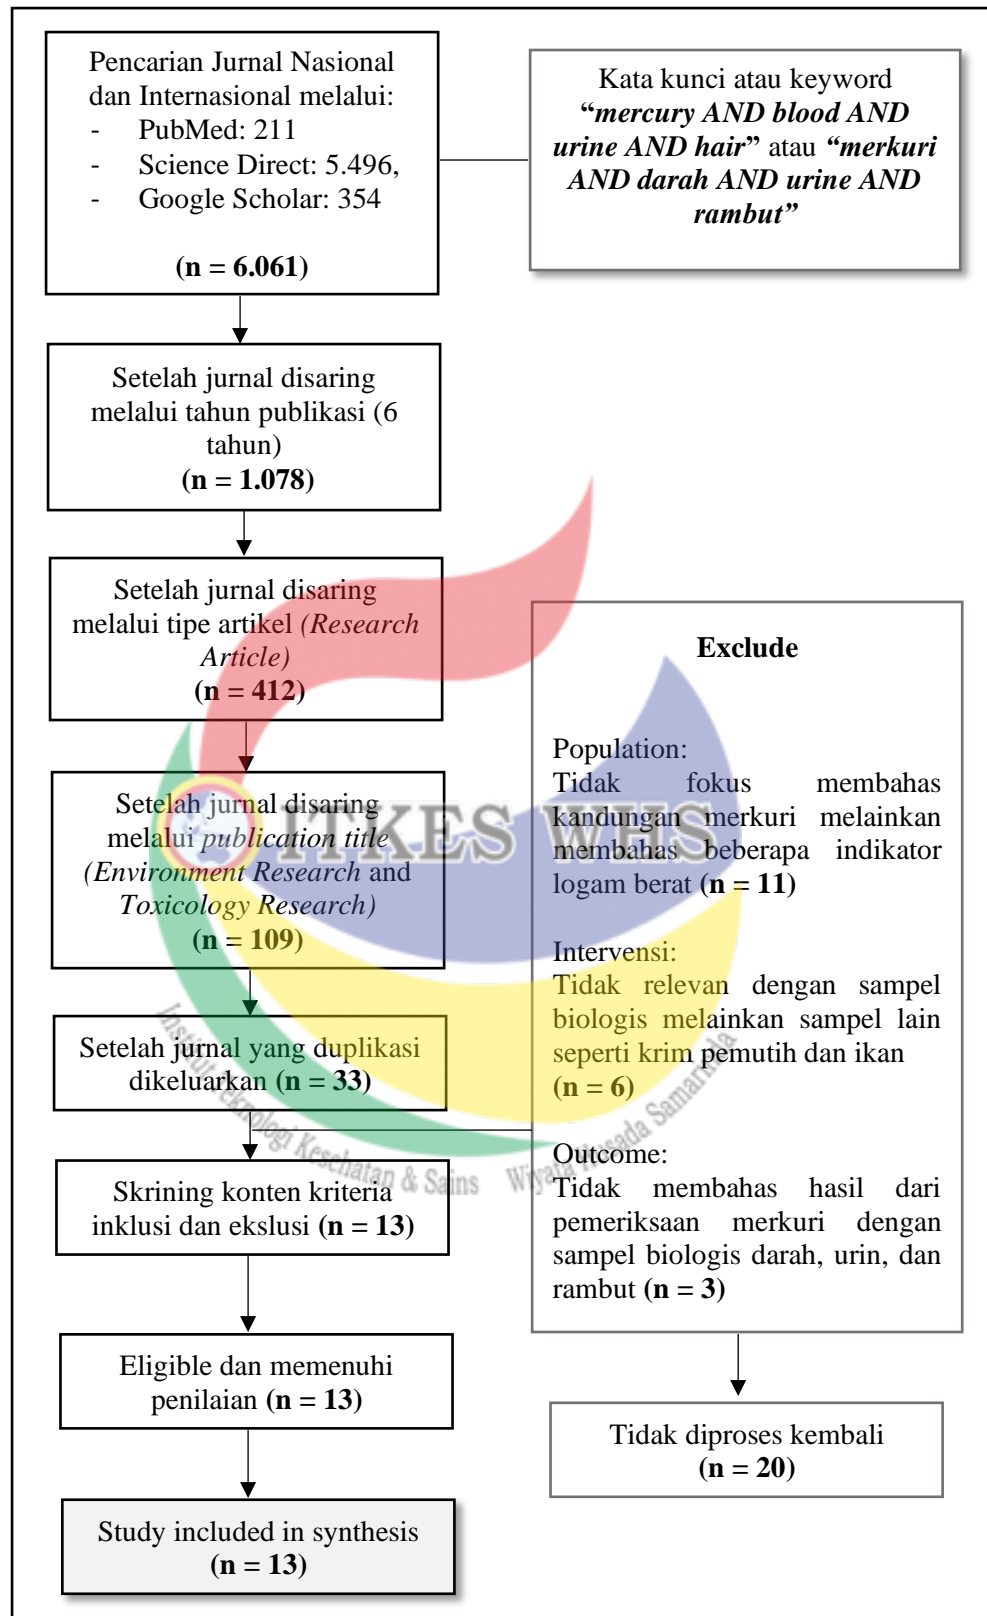 Pencarian Jurnal Nasional
dan Internasional melalui:
- PubMed: 211
- Science Direct: 5.496,
- Google Scholar: 354
(n = 6.061)
Kata kunci atau keyword
“mercury AND blood AND
urine AND hair” atau “merkuri
AND darah AND urine AND
rambut”
Setelah jurnal disaring
melalui tahun publikasi (6
tahun)
(n = 1.078)
Setelah jurnal disaring
melalui tipe artikel (Research
Article)
(n = 412)
Setelah jurnal disaring
melalui publication title
(Environment Research and
Toxicology Research)
(n = 109)
Setelah jurnal yang duplikasi
dikeluarkan (n = 33)
Skrining konten kriteria
inklusi dan ekslusi (n = 13)
Eligible dan memenuhi
penilaian (n = 13)
Study included in synthesis
(n = 13)
Exclude
Population:
Tidak fokus membahas
kandungan merkuri melainkan
membahas beberapa indikator
logam berat (n = 11)
Intervensi:
Tidak relevan dengan sampel
biologis melainkan sampel lain
seperti krim pemutih dan ikan
(n = 6)
Outcome:
Tidak membahas hasil dari
pemeriksaan merkuri dengan
sampel biologis darah, urin, dan
rambut (n = 3)
Tidak diproses kembali
(n = 20)
ITKES WHS
Institut Teknologi Kesehatan & Sains Wiyata Husada Samarinda